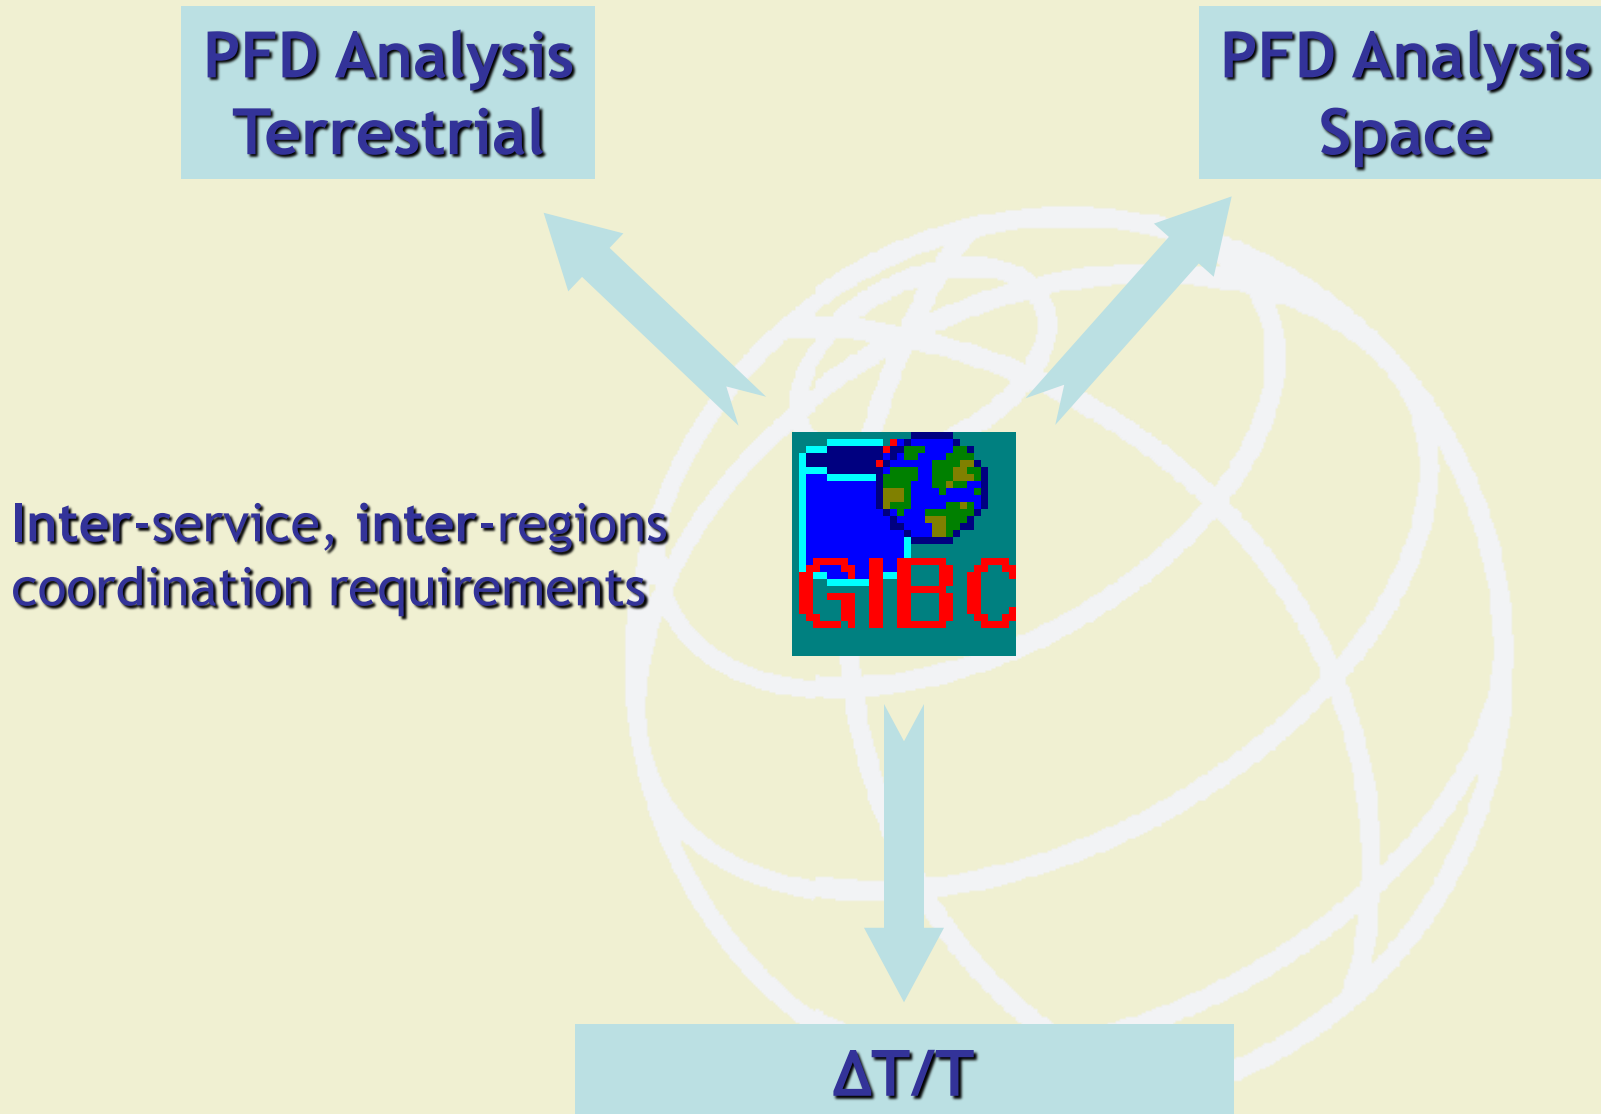 PFD Analysis
Terrestrial
PFD Analysis
Space
Inter-service, inter-regions
coordination requirements
GIBC
ΔT/T